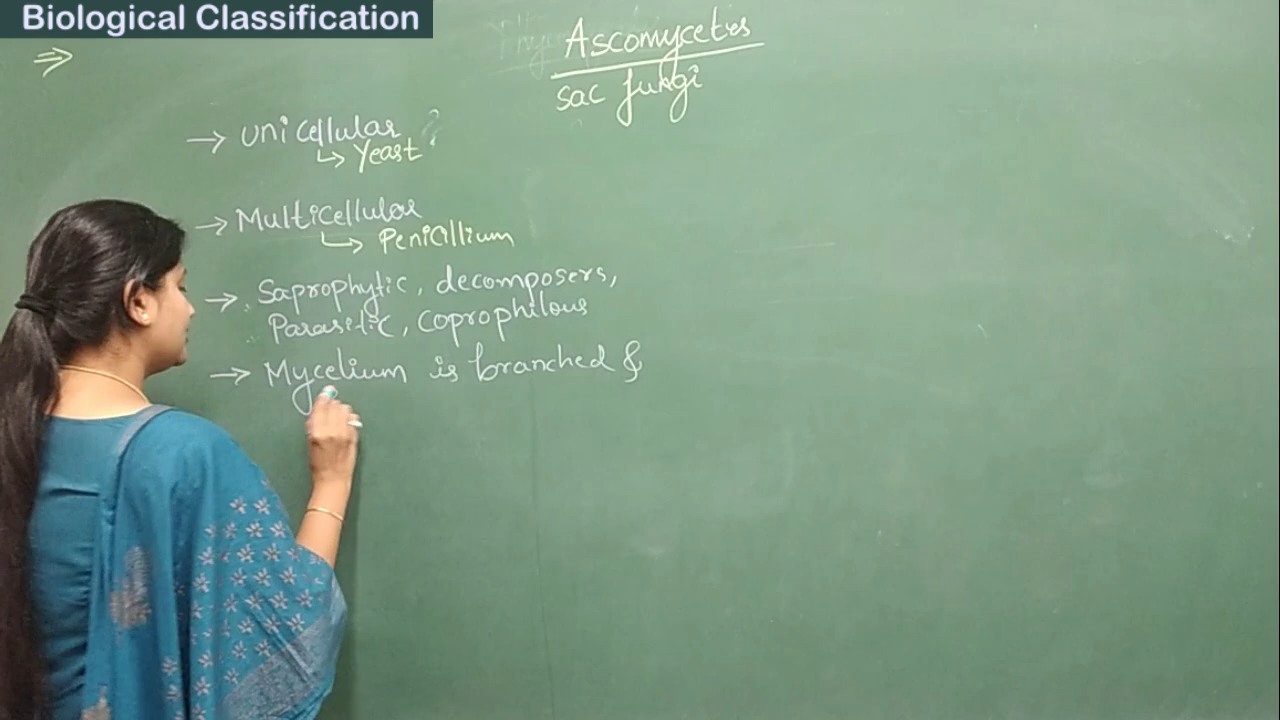 Biological Classification
⇒ Ascomycetes
sac fungi
→ Unicellular ?
↳ Yeast
→ Multicellular
↳ Penicillium
→ Saprophytic, decomposers,
Parasitic, coprophilous
→ Mycelium is branched &